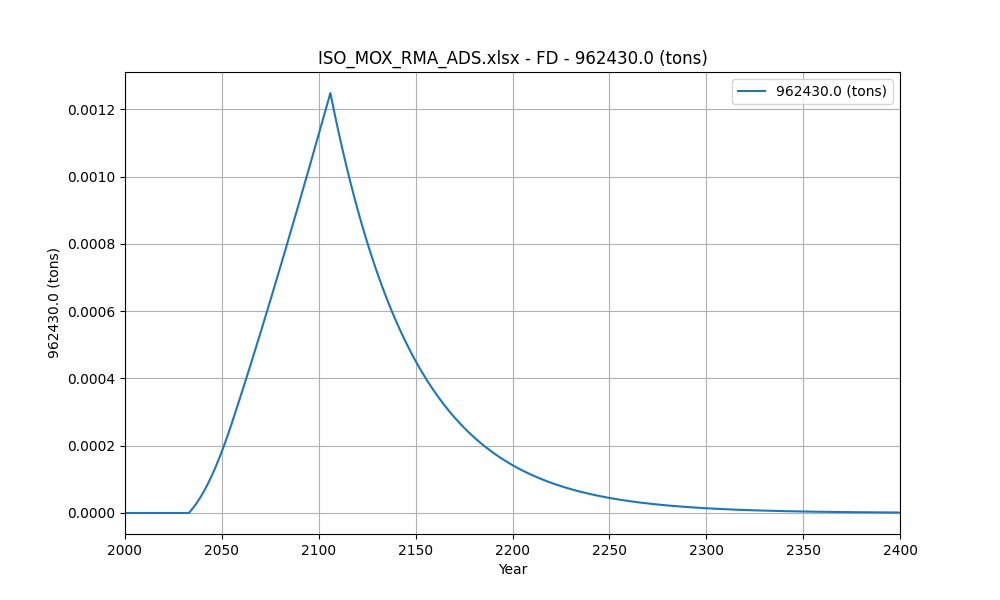 ISO_MOX_RMA_ADS.xlsx - FD - 962430.0 (tons)
962430.0 (tons)
0.0012
0.0010
0.0008
0.0006
0.0004
0.0002
0.0000
962430.0 (tons)
2000 2050 2100 2150 2200 2250 2300 2350 2400
Year